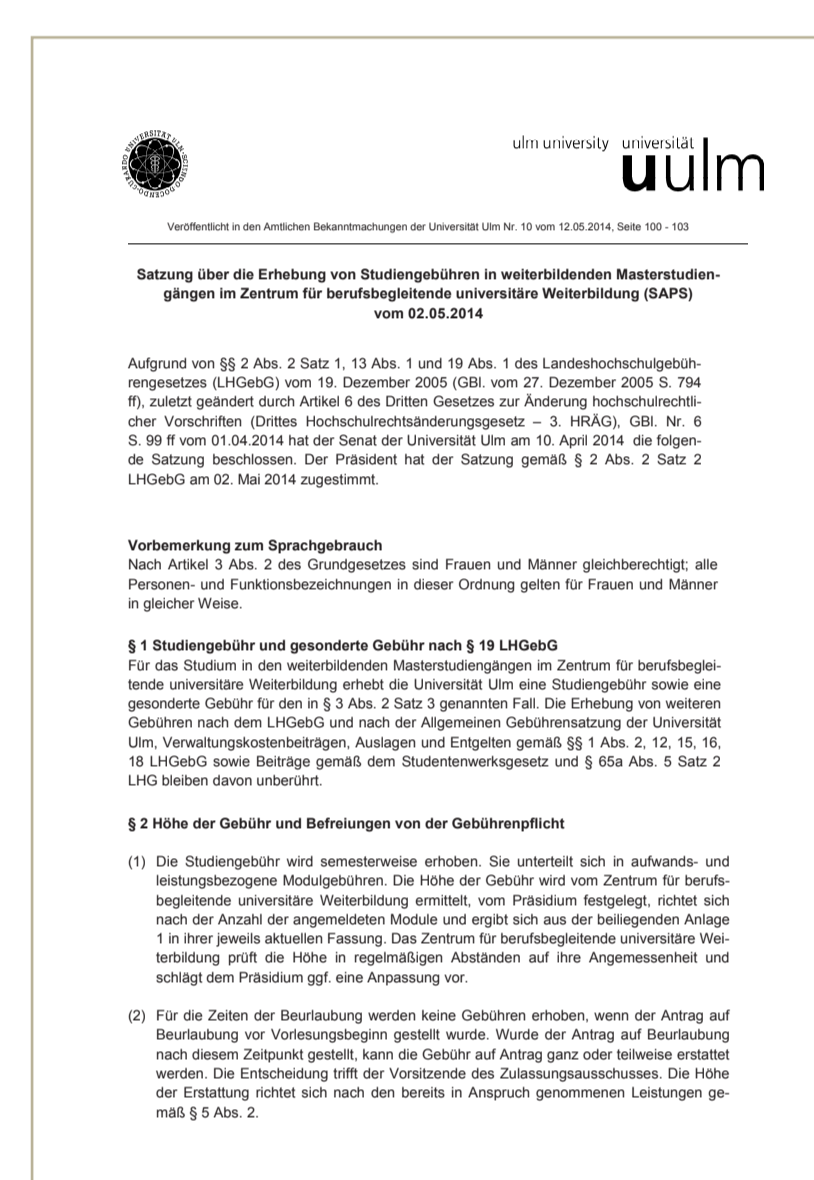 UNIVERSITÄT ULM·SCIENDO·DOCENDO·CURANDO
ulm university universität
uulm
Veröffentlicht in den Amtlichen Bekanntmachungen der Universität Ulm Nr. 10 vom 12.05.2014, Seite 100 - 103
Satzung über die Erhebung von Studiengebühren in weiterbildenden Masterstudien-
gängen im Zentrum für berufsbegleitende universitäre Weiterbildung (SAPS)
vom 02.05.2014
Aufgrund von §§ 2 Abs. 2 Satz 1, 13 Abs. 1 und 19 Abs. 1 des Landeshochschulgebüh-
rengesetzes (LHGebG) vom 19. Dezember 2005 (GBl. vom 27. Dezember 2005 S. 794
ff), zuletzt geändert durch Artikel 6 des Dritten Gesetzes zur Änderung hochschulrechtli-
cher Vorschriften (Drittes Hochschulrechtsänderungsgesetz – 3. HRÄG), GBl. Nr. 6
S. 99 ff vom 01.04.2014 hat der Senat der Universität Ulm am 10. April 2014 die folgen-
de Satzung beschlossen. Der Präsident hat der Satzung gemäß § 2 Abs. 2 Satz 2
LHGebG am 02. Mai 2014 zugestimmt.
Vorbemerkung zum Sprachgebrauch
Nach Artikel 3 Abs. 2 des Grundgesetzes sind Frauen und Männer gleichberechtigt; alle
Personen- und Funktionsbezeichnungen in dieser Ordnung gelten für Frauen und Männer
in gleicher Weise.
§ 1 Studiengebühr und gesonderte Gebühr nach § 19 LHGebG
Für das Studium in den weiterbildenden Masterstudiengängen im Zentrum für berufsbeglei-
tende universitäre Weiterbildung erhebt die Universität Ulm eine Studiengebühr sowie eine
gesonderte Gebühr für den in § 3 Abs. 2 Satz 3 genannten Fall. Die Erhebung von weiteren
Gebühren nach dem LHGebG und nach der Allgemeinen Gebührensatzung der Universität
Ulm, Verwaltungskostenbeiträgen, Auslagen und Entgelten gemäß §§ 1 Abs. 2, 12, 15, 16,
18 LHGebG sowie Beiträge gemäß dem Studentenwerksgesetz und § 65a Abs. 5 Satz 2
LHG bleiben davon unberührt.
§ 2 Höhe der Gebühr und Befreiungen von der Gebührenpflicht
(1) Die Studiengebühr wird semesterweise erhoben. Sie unterteilt sich in aufwands- und
leistungsbezogene Modulgebühren. Die Höhe der Gebühr wird vom Zentrum für berufs-
begleitende universitäre Weiterbildung ermittelt, vom Präsidium festgelegt, richtet sich
nach der Anzahl der angemeldeten Module und ergibt sich aus der beiliegenden Anlage
1 in ihrer jeweils aktuellen Fassung. Das Zentrum für berufsbegleitende universitäre Wei-
terbildung prüft die Höhe in regelmäßigen Abständen auf ihre Angemessenheit und
schlägt dem Präsidium ggf. eine Anpassung vor.
(2) Für die Zeiten der Beurlaubung werden keine Gebühren erhoben, wenn der Antrag auf
Beurlaubung vor Vorlesungsbeginn gestellt wurde. Wurde der Antrag auf Beurlaubung
nach diesem Zeitpunkt gestellt, kann die Gebühr auf Antrag ganz oder teilweise erstattet
werden. Die Entscheidung trifft der Vorsitzende des Zulassungsausschusses. Die Höhe
der Erstattung richtet sich nach den bereits in Anspruch genommenen Leistungen ge-
mäß § 5 Abs. 2.